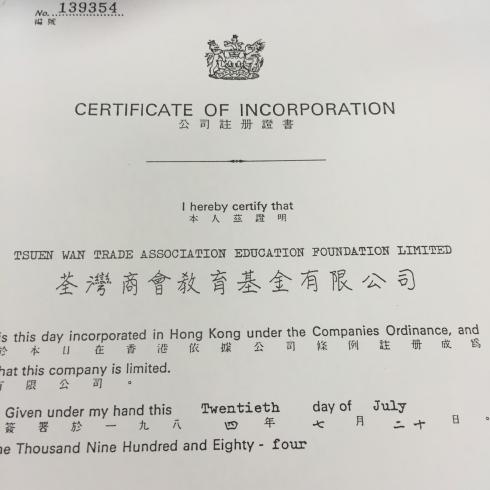 No. 139354
編號
CERTIFICATE OF INCORPORATION
公司註册證書
I hereby certify that
本人茲證明
TSUEN WAN TRADE ASSOCIATION EDUCATION FOUNDATION LIMITED
荃灣商會敎育基金有限公司
is this day incorporated in Hong Kong under the Companies Ordinance, and
於本日在香港依據公司條例註册成爲
that this company is limited.
有限公司。
Given under my hand this Twentieth day of July
簽署於一九八四年七月二十日。
ne Thousand Nine Hundred and Eighty-four